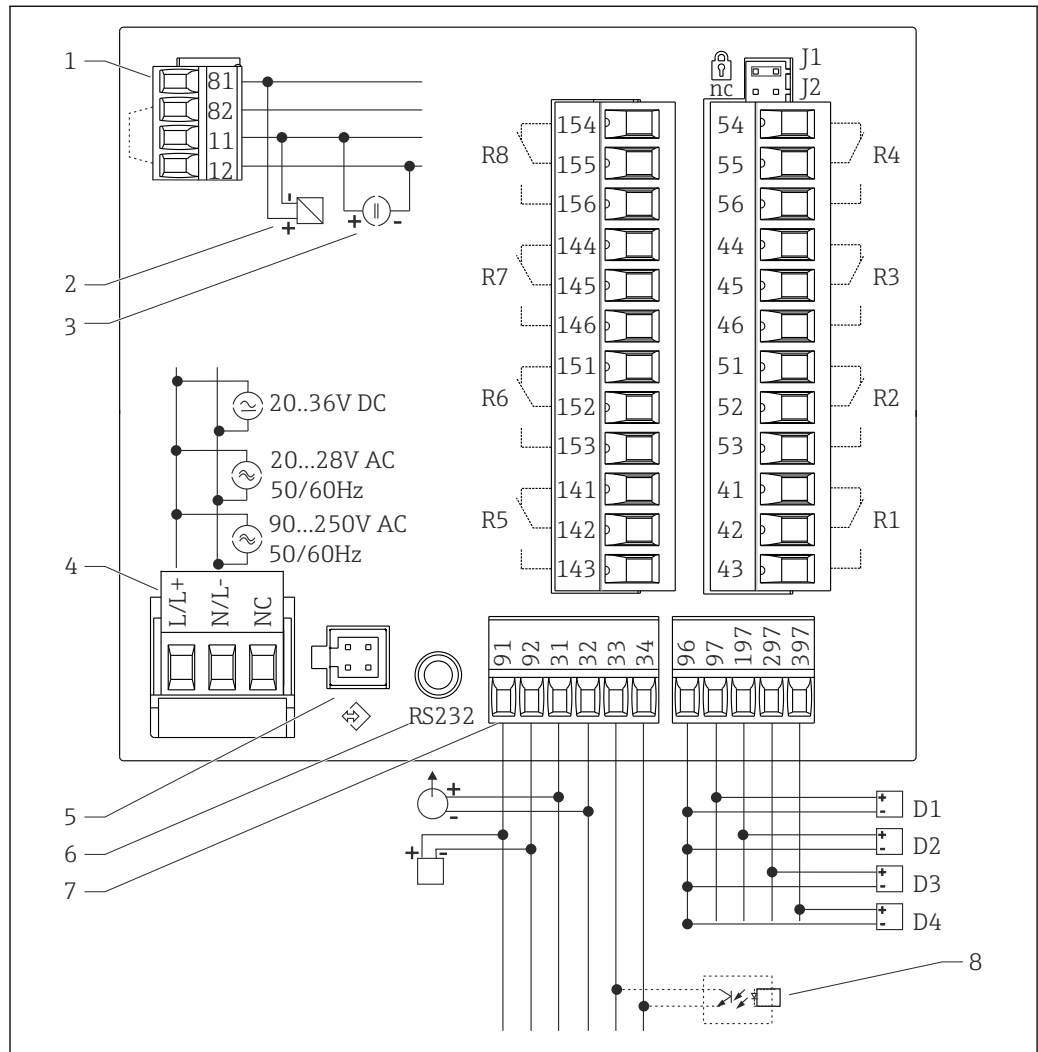 1
81
82
11
12
-
+
+
-
2
3
nc
J1
J2
R8
154
155
156
R7
144
145
146
R6
151
152
153
R5
141
142
143
54
55
56
R4
44
45
46
R3
51
52
53
R2
41
42
43
R1
20..36V DC
20...28V AC
50/60Hz
90...250V AC
50/60Hz
4
L/L+
N/L-
NC
RS232
91
92
31
32
33
34
96
97
197
297
397
5
6
7
+
-
+
-
+
-
D1
+
-
D2
+
-
D3
+
-
D4
8